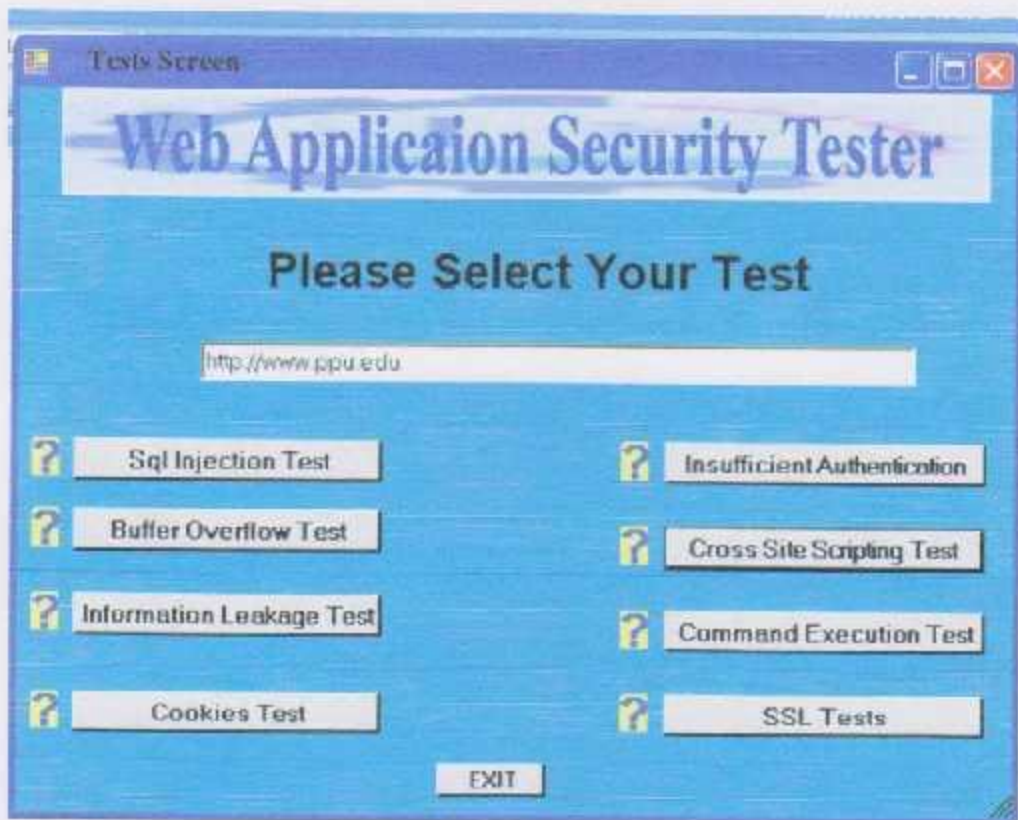 Tests Screen
Web Applicaion Security Tester
Please Select Your Test
http://www.ppu.edu
? Sql Injection Test
? Insufficient Authentication
? Buffer Overflow Test
? Cross Site Scripting Test
? Information Leakage Test
? Command Execution Test
? Cookies Test
? SSL Tests
EXIT